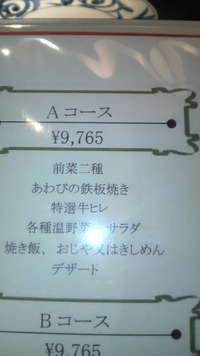 Aコース
¥9,765
前菜二種
あわびの鉄板焼き
特選牛ヒレ
各種温野菜 サラダ
焼き飯、おじや又はきしめん
デザート
Bコース
¥9,765